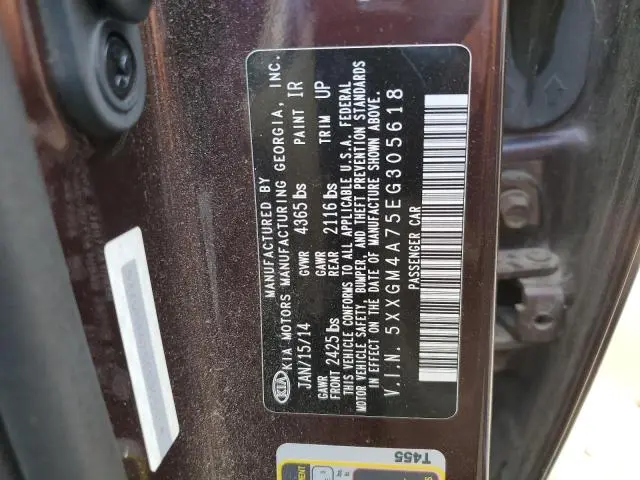 MANUFACTURED BY
KIA KIA MOTORS MANUFACTURING GEORGIA, INC.
JAN/15/14 GVWR 4365 lbs PAINT IR
GAWR FRONT 2425 lbs GAWR REAR 2116 lbs TRIM UP
THIS VEHICLE CONFORMS TO ALL APPLICABLE U.S.A. FEDERAL
MOTOR VEHICLE SAFETY, BUMPER, AND THEFT PREVENTION STANDARDS
IN EFFECT ON THE DATE OF MANUFACTURE SHOWN ABOVE.
V.I.N. 5XXGM4A75EG305618
PASSENGER CAR
T455